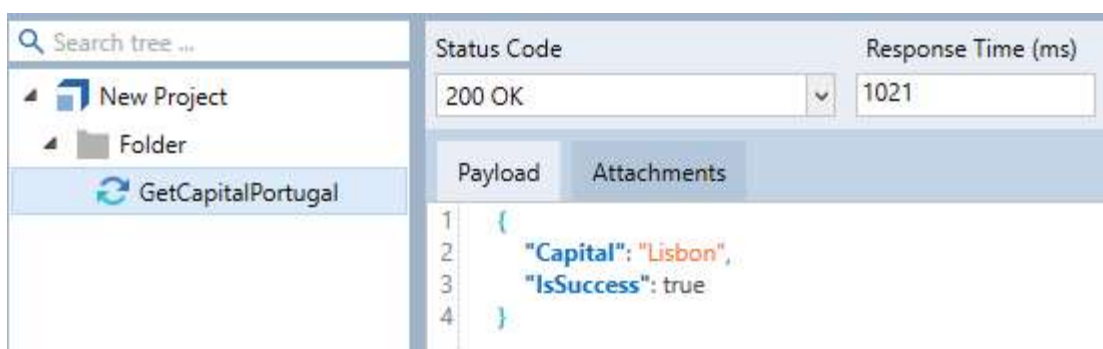 Search tree ...
New Project
Folder
GetCapitalPortugal
Status Code
Response Time (ms)
200 OK
1021
Payload
Attachments
1 {
2 "Capital": "Lisbon",
3 "IsSuccess": true
4 }